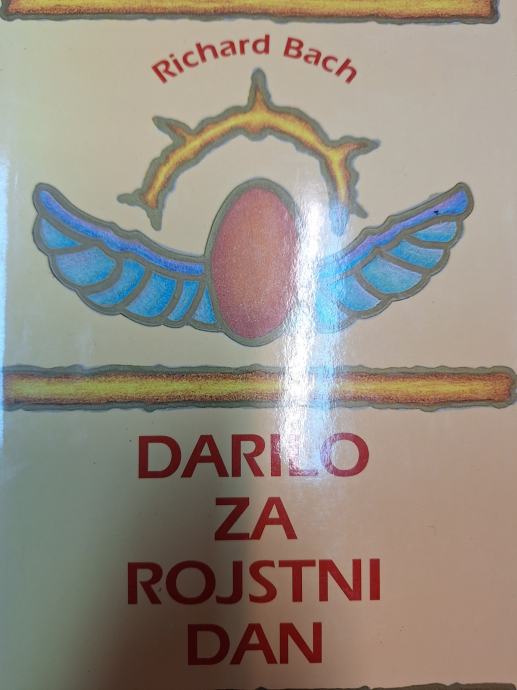 Richard Bach
DARILO
ZA
ROJSTNI
DAN